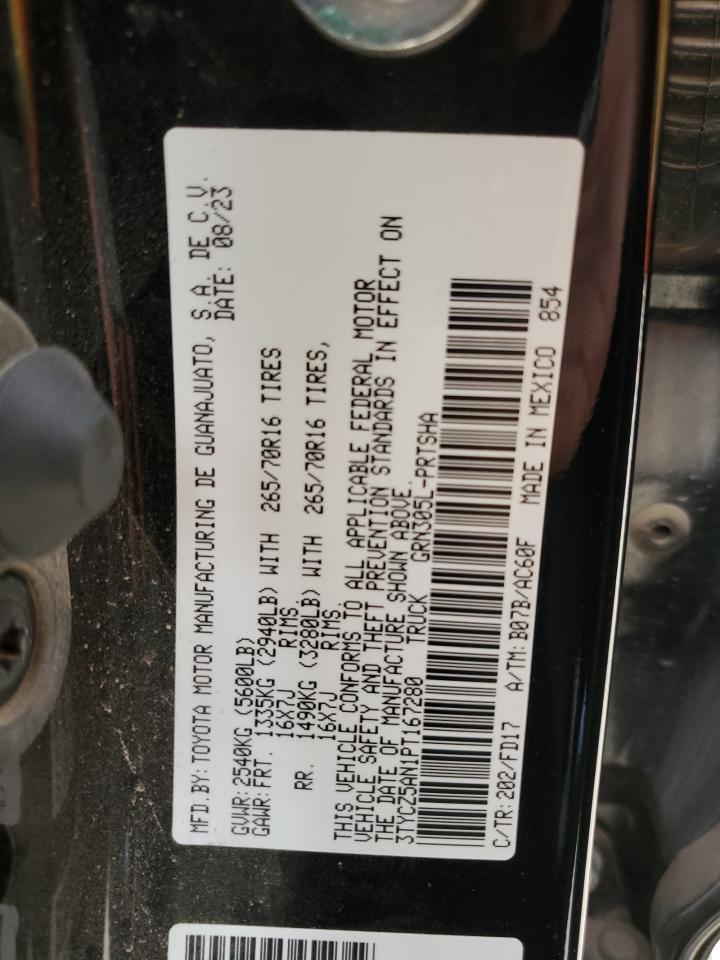 MFD.BY: TOYOTA MOTOR MANUFACTURING DE GUANAJUATO, S.A. DE C.V.
DATE: 08/23
GVWR: 2540KG (5600LB)
GAWR: FRT. 1335KG (2940LB) WITH 265/70R16 TIRES
16X7J RIMS
RR. 1490KG (3280LB) WITH 265/70R16 TIRES,
16X7J RIMS
THIS VEHICLE CONFORMS TO ALL APPLICABLE FEDERAL MOTOR
VEHICLE SAFETY AND THEFT PREVENTION STANDARDS IN EFFECT ON
THE DATE OF MANUFACTURE SHOWN ABOVE.
3TYCZ5AN1PT167280 TRUCK GRN305L-PRTSHA
C/TR: 202/FD17 A/TM: B07B/AC60F MADE IN MEXICO 854